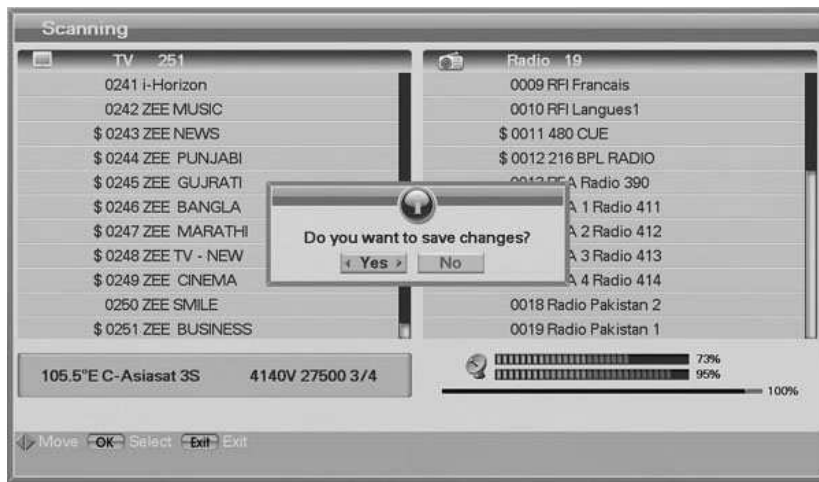 Scanning
TV 251
0241 i-Horizon
0242 ZEE MUSIC
$ 0243 ZEE NEWS
$ 0244 ZEE PUNJABI
$ 0245 ZEE GUJRATI
$ 0246 ZEE BANGLA
$ 0247 ZEE MARATHI
$ 0248 ZEE TV - NEW
$ 0249 ZEE CINEMA
0250 ZEE SMILE
$ 0251 ZEE BUSINESS
Radio 19
0009 RFI Francais
0010 RFI Langues1
$ 0011 480 CUE
$ 0012 216 BPL RADIO
Radio 390
1 Radio 411
2 Radio 412
3 Radio 413
4 Radio 414
0018 Radio Pakistan 2
0019 Radio Pakistan 1
Do you want to save changes?
Yes No
105.5°E C-Asiasat 3S 4140V 27500 3/4
73%
95%
100%
Move OK Select Exit Exit